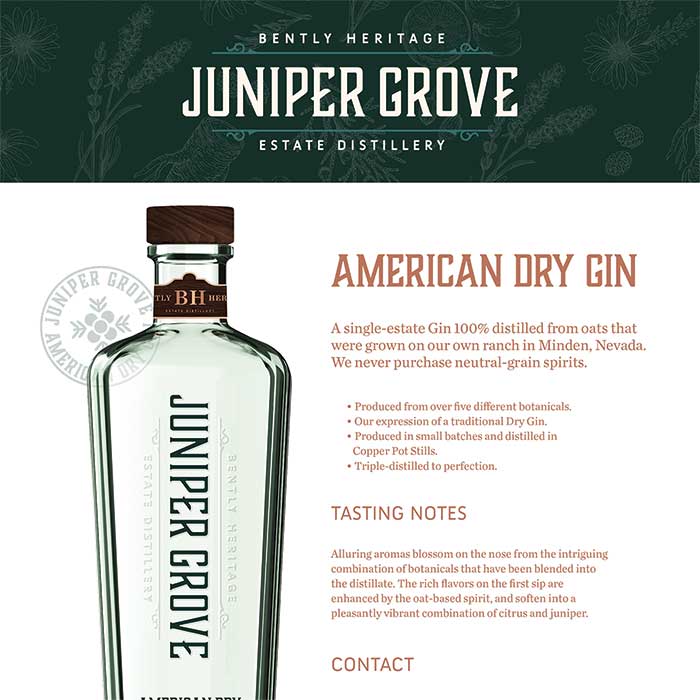 BENTLY HERITAGE
JUNIPER GROVE
ESTATE DISTILLERY
JUNIPER GROVE
AMERICAN DRY
TLY BH HER
ESTATE DISTILLERY
JUNIPER GROVE
BENTLY HERITAGE
ESTATE DISTILLERY
AMERICAN DRY
AMERICAN DRY GIN
A single-estate Gin 100% distilled from oats that
were grown on our own ranch in Minden, Nevada.
We never purchase neutral-grain spirits.
• Produced from over five different botanicals.
• Our expression of a traditional Dry Gin.
• Produced in small batches and distilled in
Copper Pot Stills.
• Triple-distilled to perfection.
TASTING NOTES
Alluring aromas blossom on the nose from the intriguing
combination of botanicals that have been blended into
the distillate. The rich flavors on the first sip are
enhanced by the oat-based spirit, and soften into a
pleasantly vibrant combination of citrus and juniper.
CONTACT